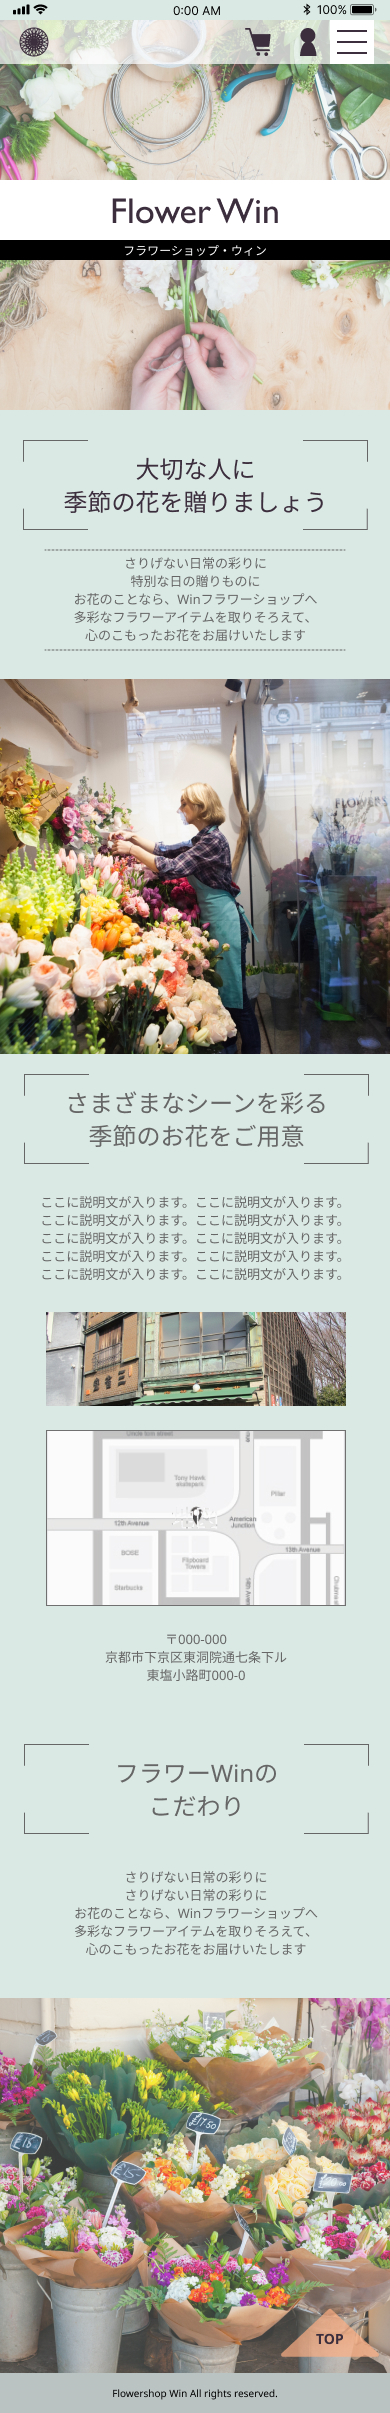 0:00 AM
100%
Flower Win
フラワーショップ・ウィン
大切な人に
季節の花を贈りましょう
さりげない日常の彩りに
特別な日の贈りものに
お花のことなら、Winフラワーショップへ
多彩なフラワーアイテムを取りそろえて、
心のこもったお花をお届けいたします
FLOWERS
さまざまなシーンを彩る
季節のお花をご用意
ここに説明文が入ります。ここに説明文が入ります。
ここに説明文が入ります。ここに説明文が入ります。
ここに説明文が入ります。ここに説明文が入ります。
ここに説明文が入ります。ここに説明文が入ります。
ここに説明文が入ります。ここに説明文が入ります。
Tony Hawk
skatepark
Pillar
12th Avenue
American
Junction
13th Avenue
BOSE
Flipboard
Towers
Starbucks
〒000-000
京都市下京区東洞院通七条下ル
東塩小路町000-0
フラワーWinの
こだわり
さりげない日常の彩りに
さりげない日常の彩りに
お花のことなら、Winフラワーショップへ
多彩なフラワーアイテムを取りそろえて、
心のこもったお花をお届けいたします
£17.50
TOP
Flowershop Win All rights reserved.